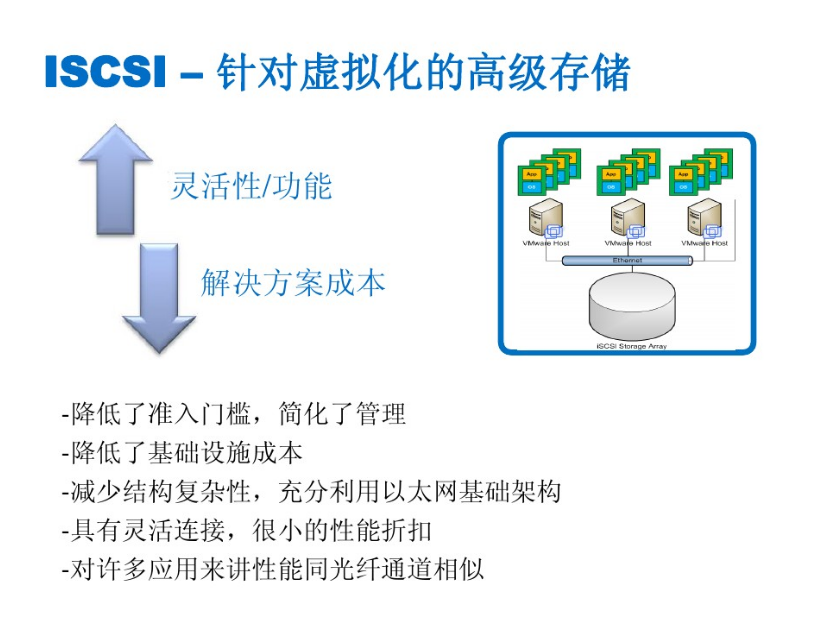 ISCSI – 针对虚拟化的高级存储
灵活性/功能
解决方案成本
App App App
OS OS OS
VMware Host VMware Host VMware Host
Ethernet
iSCSI Storage Array
-降低了准入门槛，简化了管理
-降低了基础设施成本
-减少结构复杂性，充分利用以太网基础架构
-具有灵活连接，很小的性能折扣
-对许多应用来讲性能同光纤通道相似